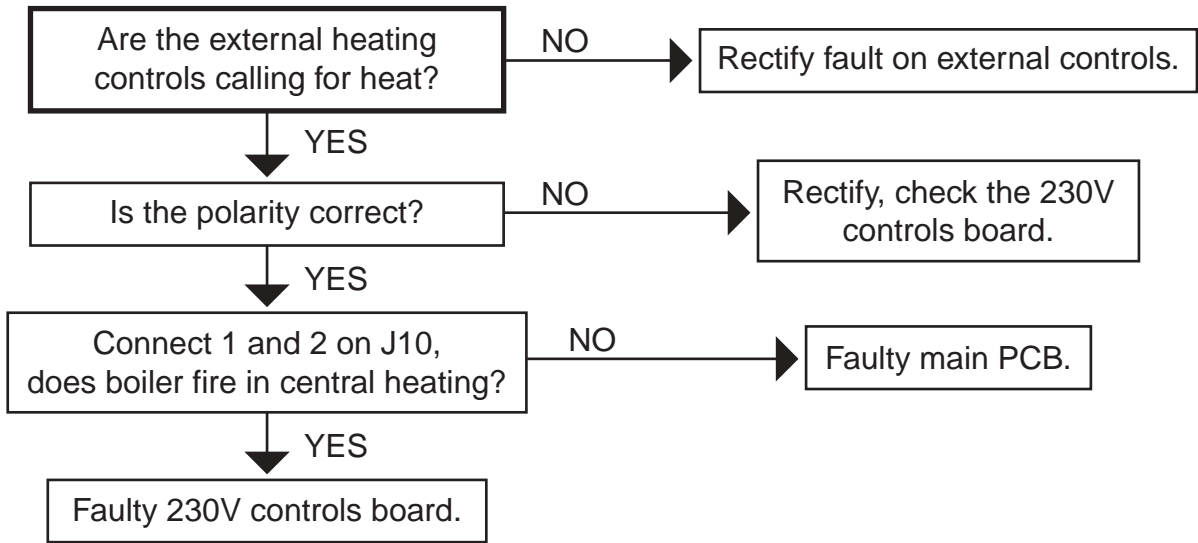 Are the external heating
controls calling for heat?
NO
Rectify fault on external controls.
YES
Is the polarity correct?
NO
Rectify, check the 230V
controls board.
YES
Connect 1 and 2 on J10,
does boiler fire in central heating?
NO
Faulty main PCB.
YES
Faulty 230V controls board.